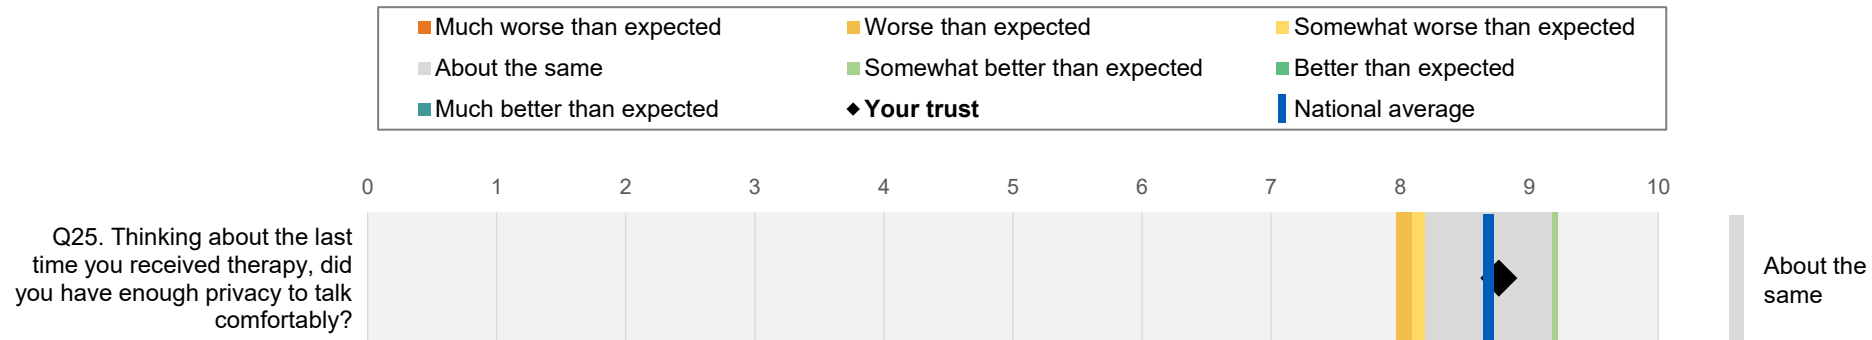 Much worse than expected
Worse than expected
Somewhat worse than expected
About the same
Somewhat better than expected
Better than expected
Much better than expected
Your trust
National average
0 1 2 3 4 5 6 7 8 9 10
Q25. Thinking about the last
time you received therapy, did
you have enough privacy to talk
comfortably?
About the
same